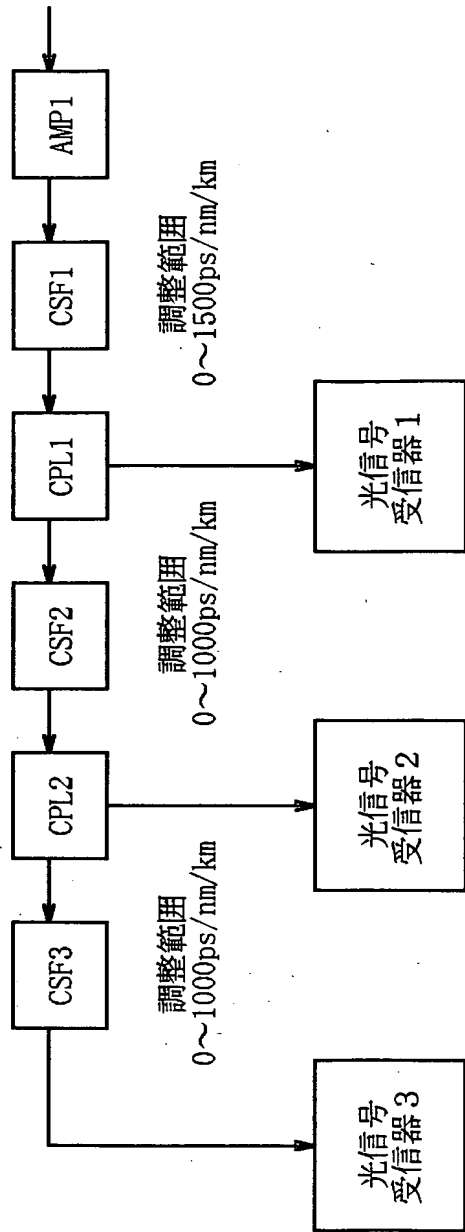 CSF3
CPL2
CSF2
CPL1
CSF1
AMP1
調整範囲
0～1000ps/nm/km
調整範囲
0～1000ps/nm/km
調整範囲
0～1500ps/nm/km
光信号
受信器3
光信号
受信器2
光信号
受信器1